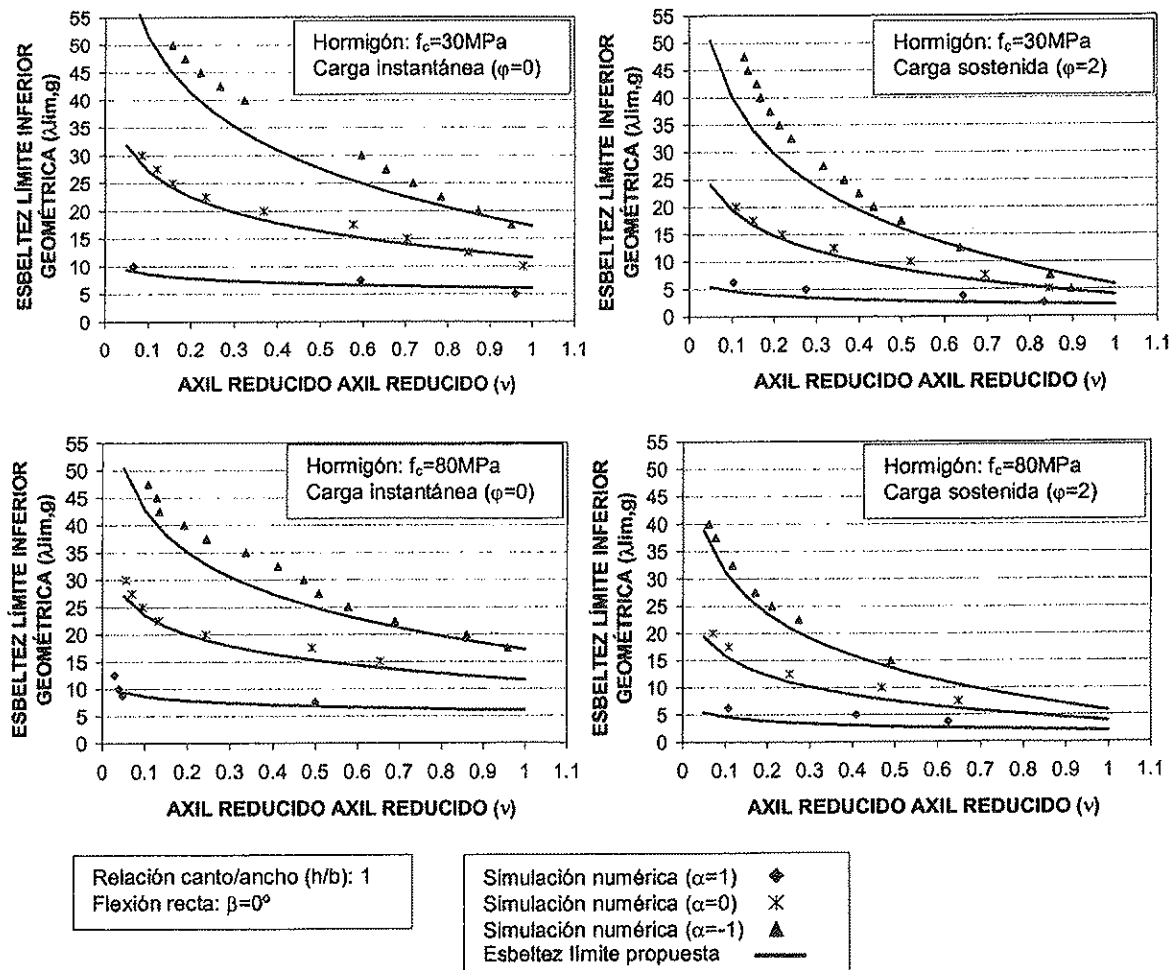 ESBELTEZ LÍMITE INFERIOR
GEOMÉTRICA (λlim,g)
55
50
45
40
35
30
25
20
15
10
5
0
Hormigón: fc=30MPa
Carga instantánea (φ=0)
0 0.1 0.2 0.3 0.4 0.5 0.6 0.7 0.8 0.9 1 1.1
AXIL REDUCIDO AXIL REDUCIDO (ν)
ESBELTEZ LÍMITE INFERIOR
GEOMÉTRICA (λlim,g)
55
50
45
40
35
30
25
20
15
10
5
0
Hormigón: fc=30MPa
Carga sostenida (φ=2)
0 0.1 0.2 0.3 0.4 0.5 0.6 0.7 0.8 0.9 1 1.1
AXIL REDUCIDO AXIL REDUCIDO (ν)
ESBELTEZ LÍMITE INFERIOR
GEOMÉTRICA (λlim,g)
55
50
45
40
35
30
25
20
15
10
5
0
Hormigón: fc=80MPa
Carga instantánea (φ=0)
0 0.1 0.2 0.3 0.4 0.5 0.6 0.7 0.8 0.9 1 1.1
AXIL REDUCIDO AXIL REDUCIDO (ν)
ESBELTEZ LÍMITE INFERIOR
GEOMÉTRICA (λlim,g)
55
50
45
40
35
30
25
20
15
10
5
0
Hormigón: fc=80MPa
Carga sostenida (φ=2)
0 0.1 0.2 0.3 0.4 0.5 0.6 0.7 0.8 0.9 1 1.1
AXIL REDUCIDO AXIL REDUCIDO (ν)
Relación canto/ancho (h/b): 1
Flexión recta: β=0º
Simulación numérica (α=1)
Simulación numérica (α=0)
Simulación numérica (α=-1)
Esbeltez límite propuesta